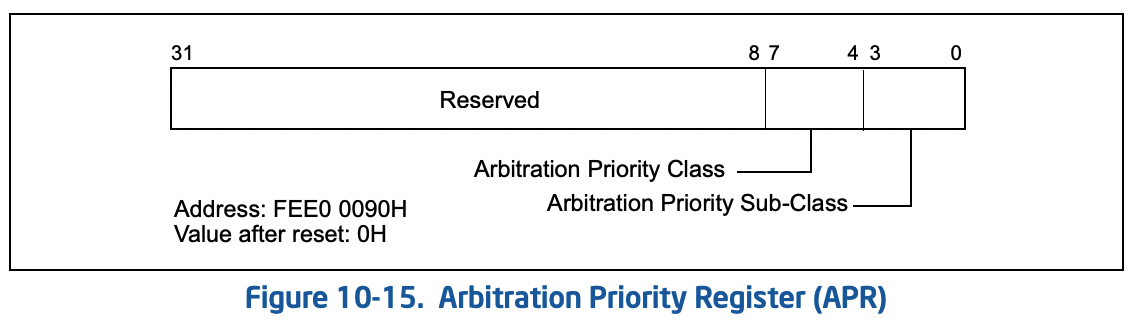 31 8 7 4 3 0
Reserved
Arbitration Priority Class
Arbitration Priority Sub-Class
Address: FEE0 0090H
Value after reset: 0H
Figure 10-15. Arbitration Priority Register (APR)